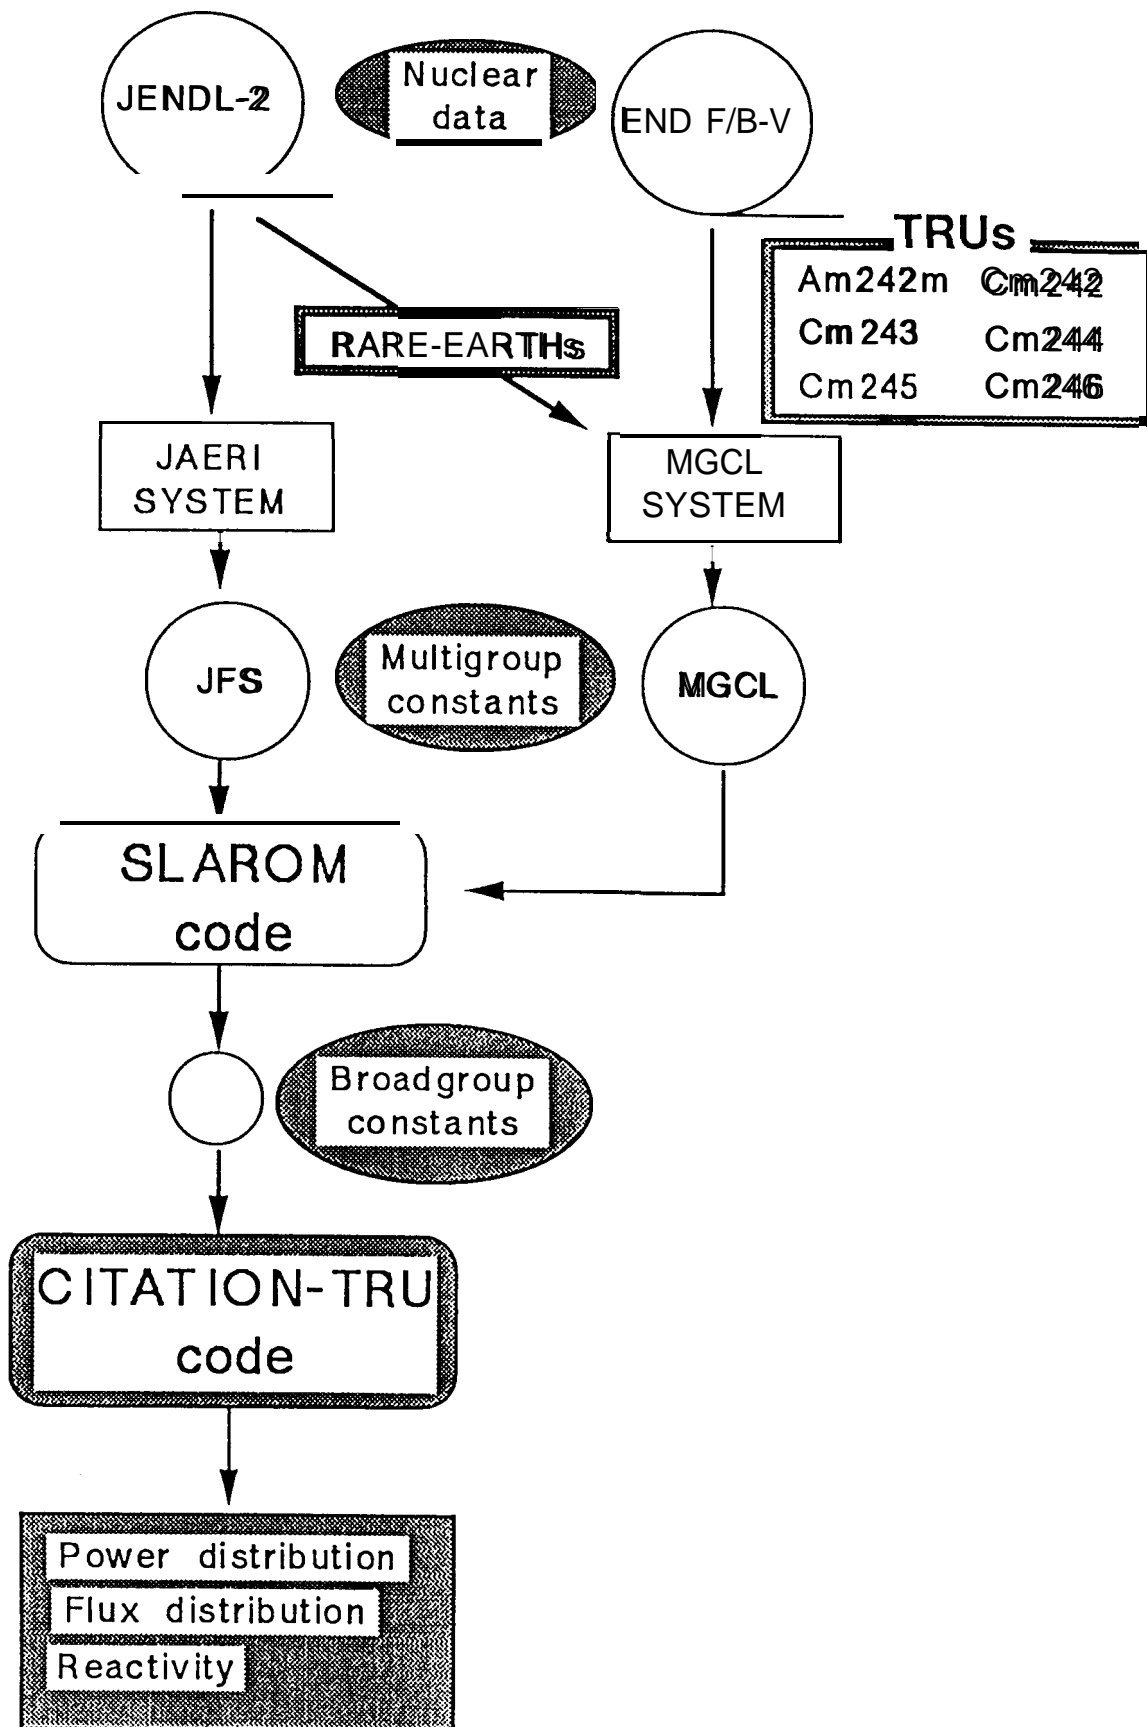 JENDL-2
Nuclear
data
END F/B-V
TRUs
Am242m Cm242
Cm243 Cm244
Cm245 Cm246
RARE-EARTHs
JAERI
SYSTEM
MGCL
SYSTEM
JFS
Multigroup
constants
MGCL
SLAROM
code
Broadgroup
constants
CITATION-TRU
code
Power distribution
Flux distribution
Reactivity